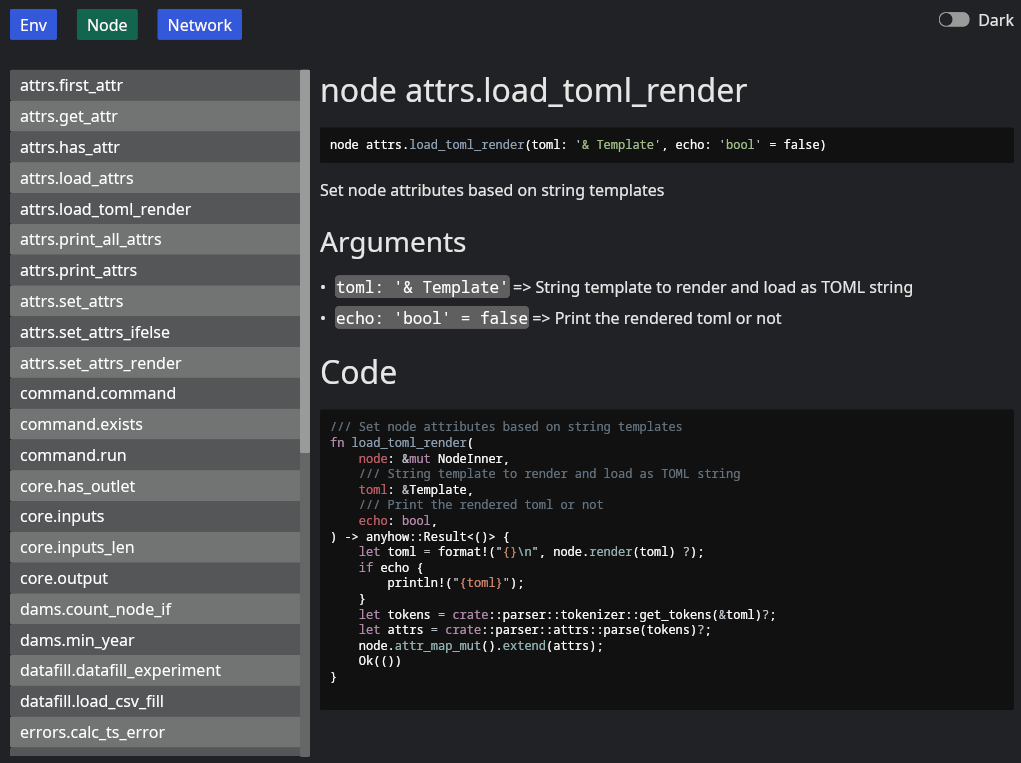 Env Node Network Dark
attrs.first_attr
attrs.get_attr
attrs.has_attr
attrs.load_attrs
attrs.load_toml_render
attrs.print_all_attrs
attrs.print_attrs
attrs.set_attrs
attrs.set_attrs_ifelse
attrs.set_attrs_render
command.command
command.exists
command.run
core.has_outlet
core.inputs
core.inputs_len
core.output
dams.count_node_if
dams.min_year
datafill.datafill_experiment
datafill.load_csv_fill
errors.calc_ts_error
node attrs.load_toml_render
node attrs.load_toml_render(toml: '& Template', echo: 'bool' = false)
Set node attributes based on string templates
Arguments
• toml: '& Template' => String template to render and load as TOML string
• echo: 'bool' = false => Print the rendered toml or not
Code
/// Set node attributes based on string templates
fn load_toml_render(
    node: &mut NodeInner,
    /// String template to render and load as TOML string
    toml: &Template,
    /// Print the rendered toml or not
    echo: bool,
) -> anyhow::Result<()> {
    let toml = format!("{}\n", node.render(toml) ?);
    if echo {
        println!("{toml}");
    }
    let tokens = crate::parser::tokenizer::get_tokens(&toml)?;
    let attrs = crate::parser::attrs::parse(tokens)?;
    node.attr_map_mut().extend(attrs);
    Ok(())
}